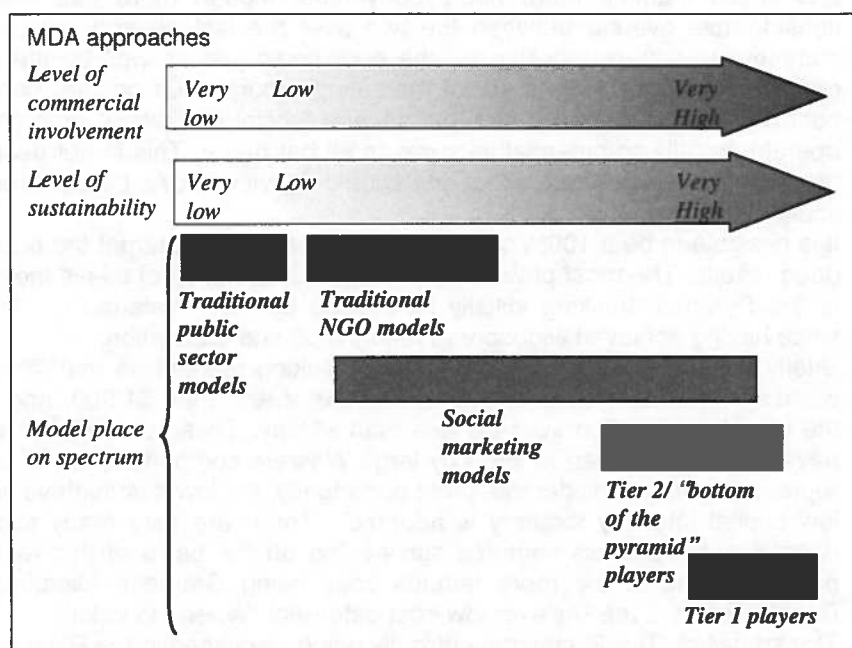 MDA approaches
Level of
commercial
involvement
Very
low
Low
Very
High
Level of
sustainability
Very
low
Low
Very
High
Traditional
public
sector
models
Traditional
NGO models
Model place
on spectrum
Social
marketing
models
Tier 2/ “bottom
of the
pyramid”
players
Tier 1 players